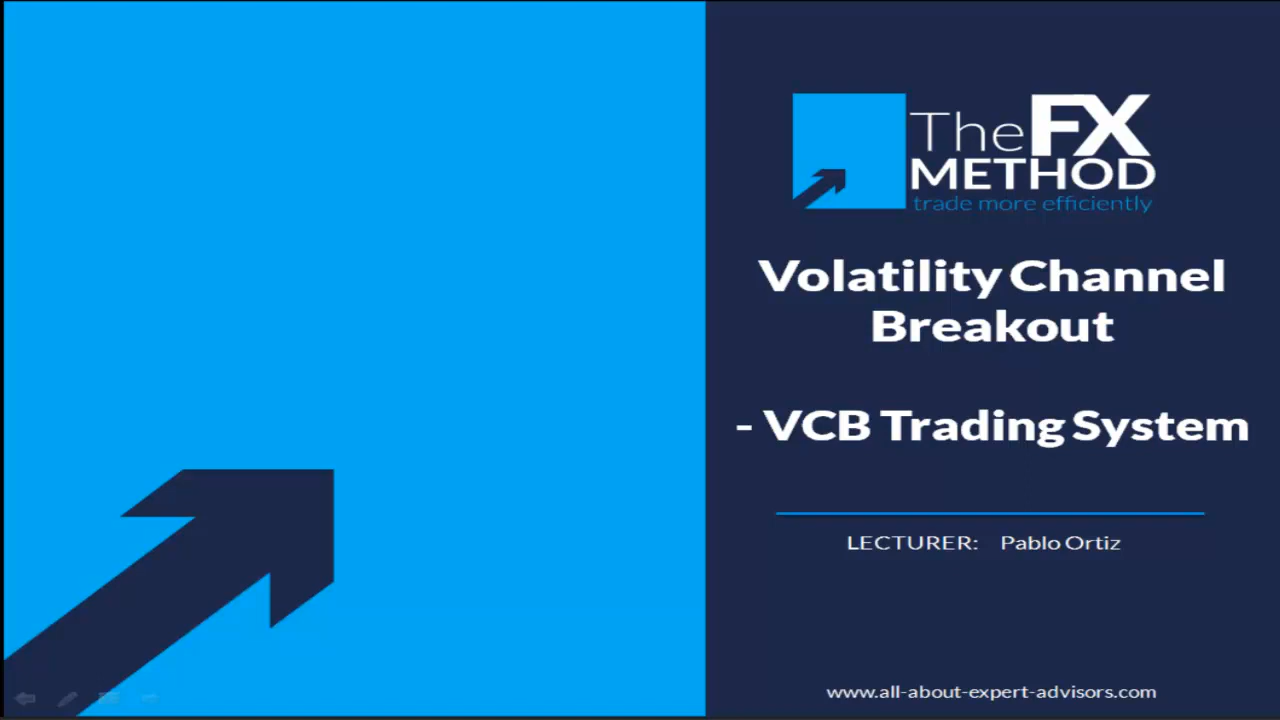 The FX
METHOD
trade more efficiently
Volatility Channel
Breakout
- VCB Trading System
LECTURER: Pablo Ortiz
www.all-about-expert-advisors.com